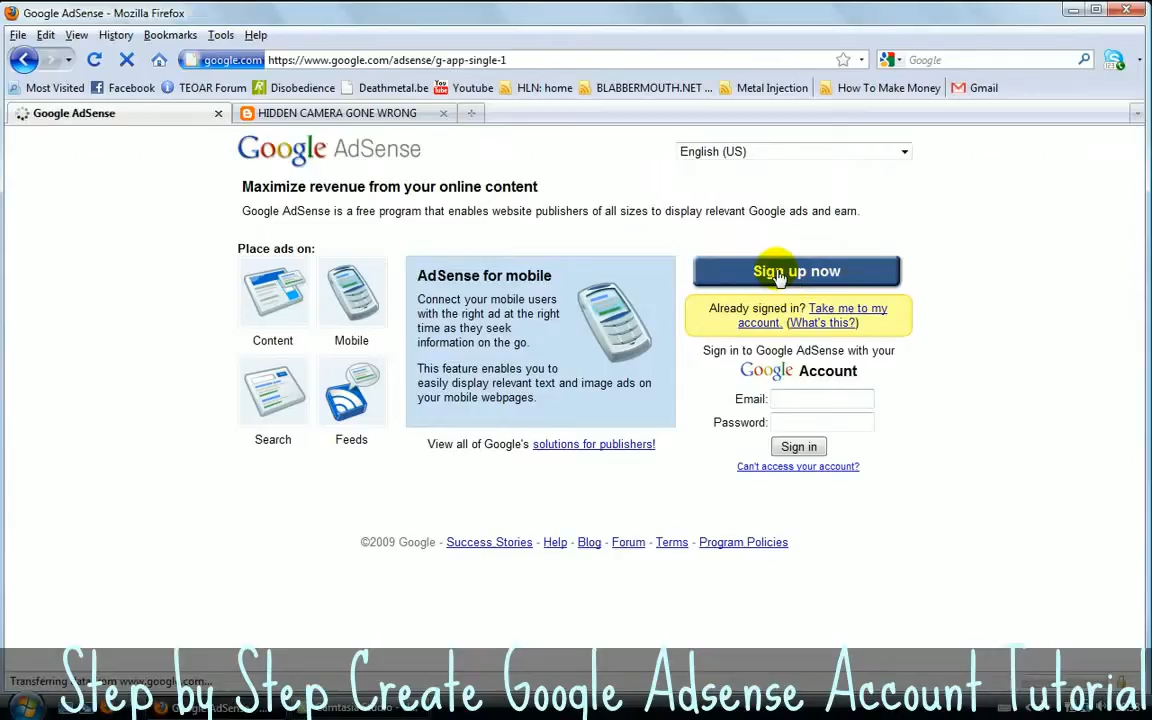 Google AdSense - Mozilla Firefox
File Edit View History Bookmarks Tools Help
google.com https://www.google.com/adsense/g-app-single-1
Google
Most Visited Facebook TEOAR Forum Disobedience Deathmetal.be Youtube HLN: home BLABBERMOUTH.NET ... Metal Injection How To Make Money Gmail
Google AdSense HIDDEN CAMERA GONE WRONG
Google AdSense
English (US)
Maximize revenue from your online content
Google AdSense is a free program that enables website publishers of all sizes to display relevant Google ads and earn.
Place ads on:
Content
Mobile
Search
Feeds
AdSense for mobile
Connect your mobile users
with the right ad at the right
time as they seek
information on the go.
This feature enables you to
easily display relevant text and image ads on
your mobile webpages.
View all of Google's solutions for publishers!
Sign up now
Already signed in? Take me to my
account. (What's this?)
Sign in to Google AdSense with your
Google Account
Email:
Password:
Sign in
Can't access your account?
©2009 Google - Success Stories - Help - Blog - Forum - Terms - Program Policies
Step by Step Create Google Adsense Account Tutorial
Transferring data from www.google.com...